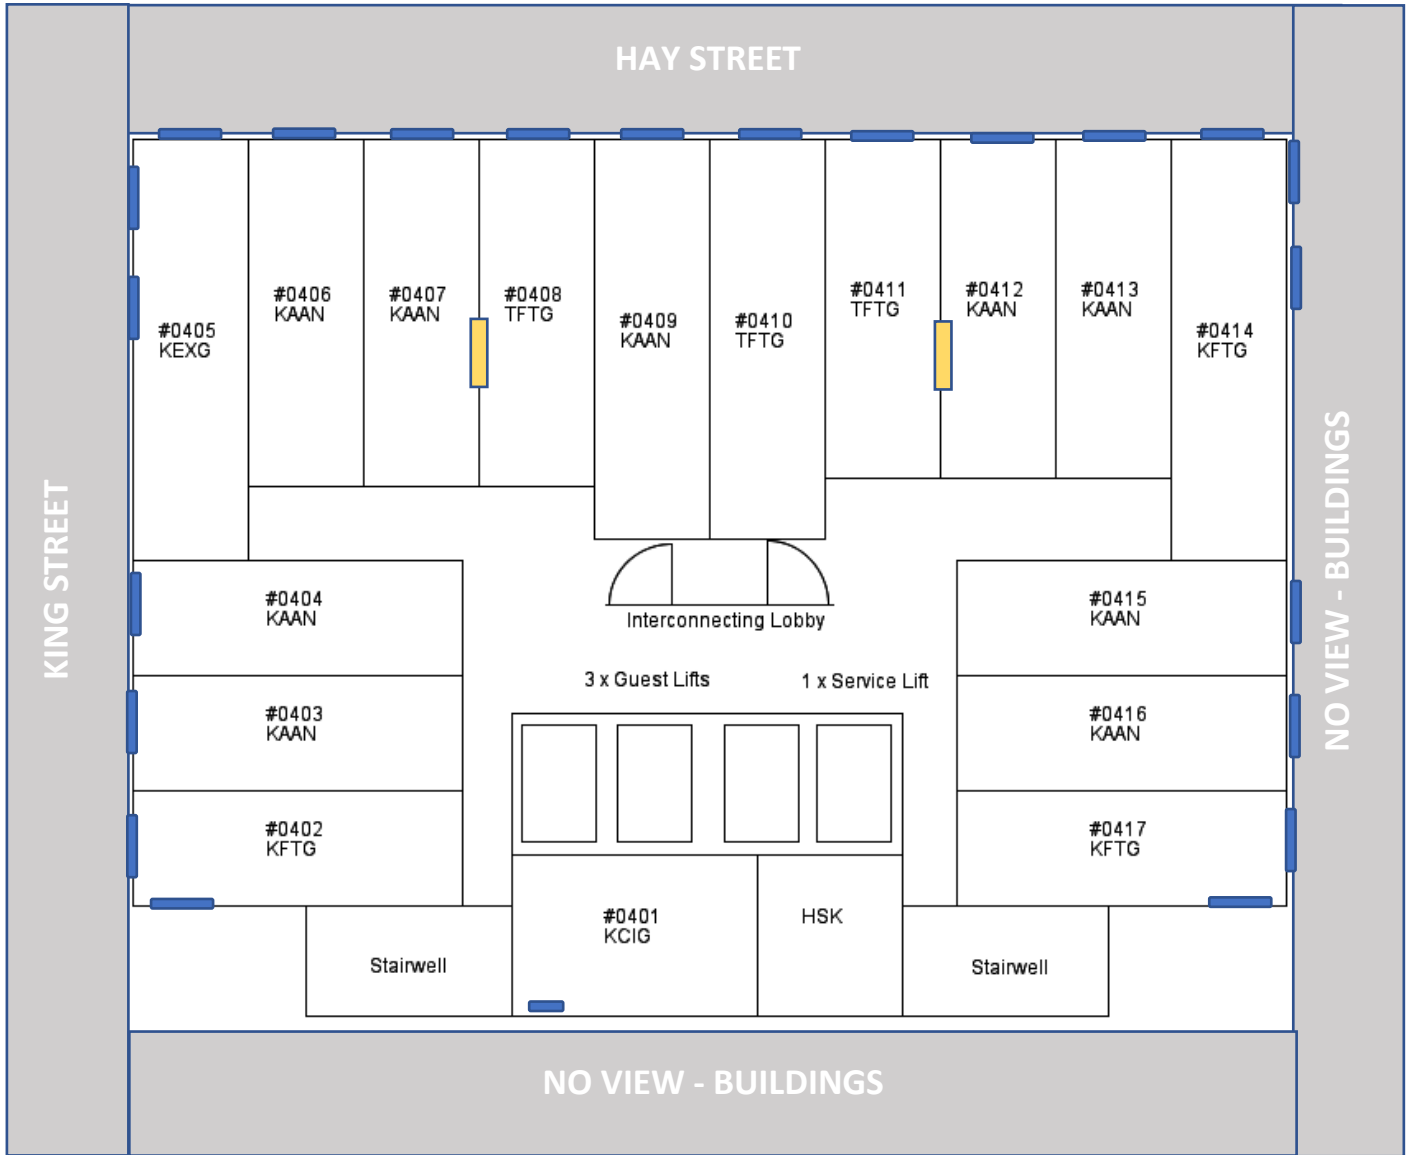 HAY STREET
KING STREET
#0405
KEXG
#0406
KAAN
#0407
KAAN
#0408
TFTG
#0409
KAAN
#0410
TFTG
#0411
TFTG
#0412
KAAN
#0413
KAAN
#0414
KFTG
NO VIEW - BUILDINGS
#0404
KAAN
Interconnecting Lobby
#0415
KAAN
3 x Guest Lifts
1 x Service Lift
#0403
KAAN
#0416
KAAN
#0402
KFTG
#0417
KFTG
#0401
KCIG
HSK
Stairwell
Stairwell
NO VIEW - BUILDINGS